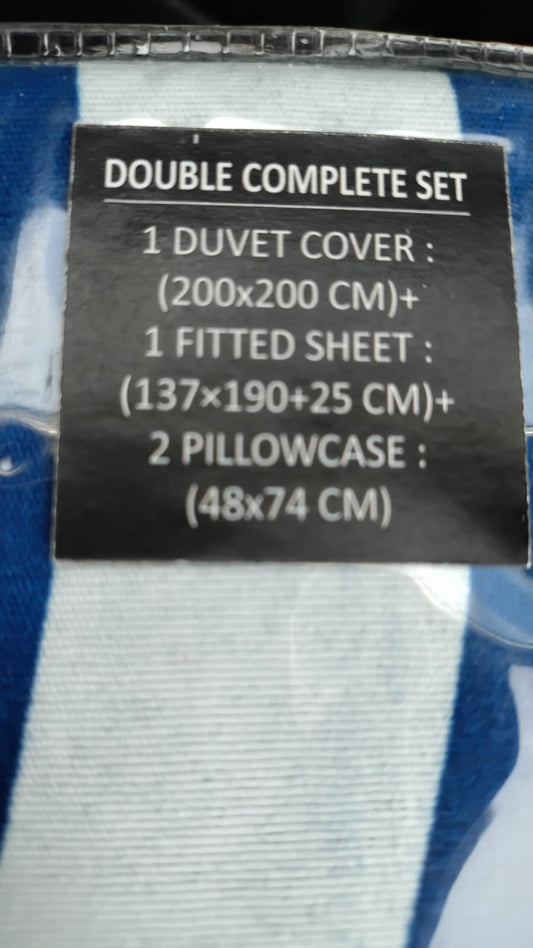 DOUBLE COMPLETE SET
1 DUVET COVER :
(200x200 CM)+
1 FITTED SHEET :
(137×190+25 CM)+
2 PILLOWCASE :
(48x74 CM)